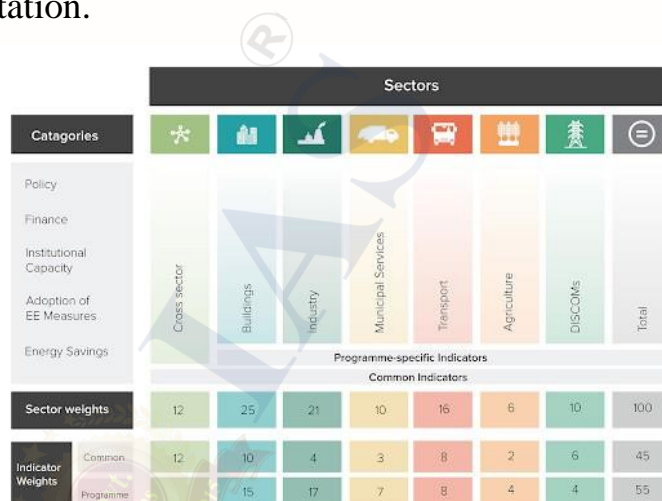 tation.
Sectors
Catagories
Policy
Finance
Institutional
Capacity
Adoption of
EE Measures
Energy Savings
Cross sector
Buildings
Industry
Municipal Services
Transport
Agriculture
DISCOMs
Total
Programme-specific Indicators
Common Indicators
Sector weights 12 25 21 10 16 6 10 100
Indicator
Weights
Common 12 10 4 3 8 2 6 45
Programme 15 17 7 8 4 4 55
IAS ®